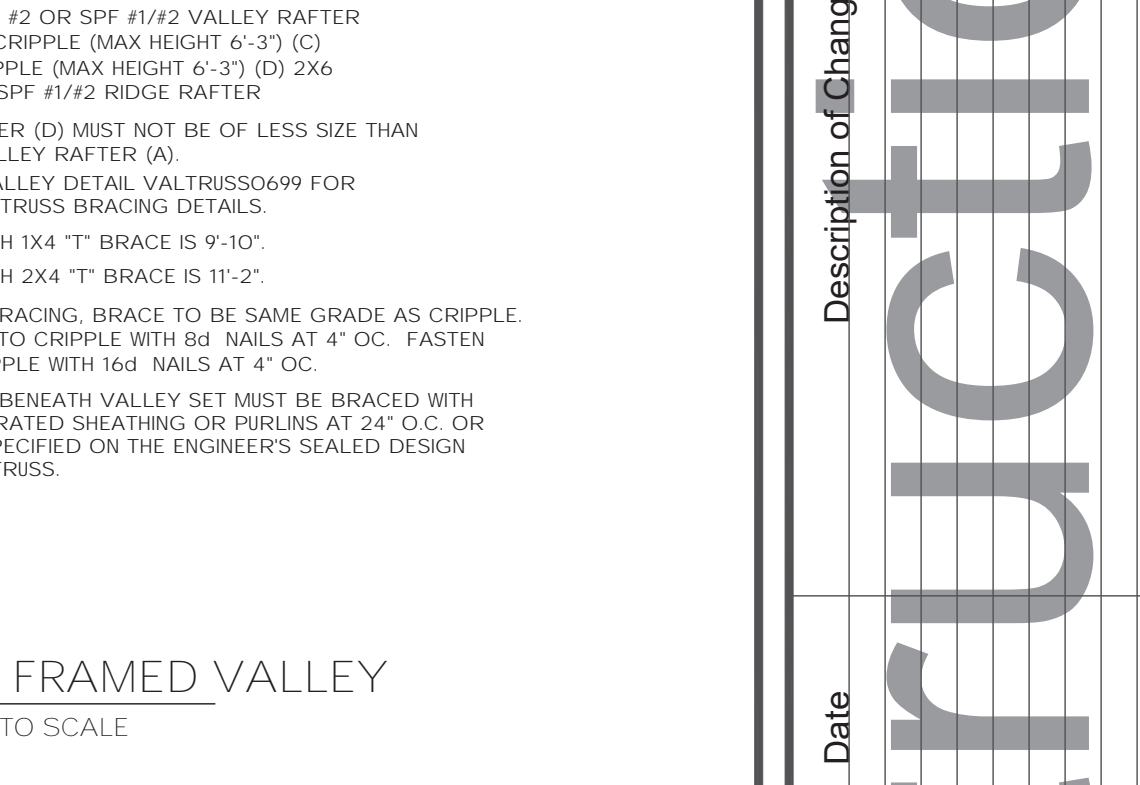 #2 OR SPF #1/#2 VALLEY RAFTER
CRIPPLE (MAX HEIGHT 6'-3") (C)
PPLE (MAX HEIGHT 6'-3") (D) 2X6
SPF #1/#2 RIDGE RAFTER
ER (D) MUST NOT BE OF LESS SIZE THAN
LLEY RAFTER (A).
ALLEY DETAIL VALTRUSS0699 FOR
TRUSS BRACING DETAILS.
H 1X4 "T" BRACE IS 9'-10".
H 2X4 "T" BRACE IS 11'-2".
RACING, BRACE TO BE SAME GRADE AS CRIPPLE.
TO CRIPPLE WITH 8d NAILS AT 4" OC. FASTEN
PPLE WITH 16d NAILS AT 4" OC.
BENEATH VALLEY SET MUST BE BRACED WITH
RATED SHEATHING OR PURLINS AT 24" O.C. OR
PECIFIED ON THE ENGINEER'S SEALED DESIGN
TRUSS.
FRAMED VALLEY
TO SCALE
Date
Description of Chang
ructio